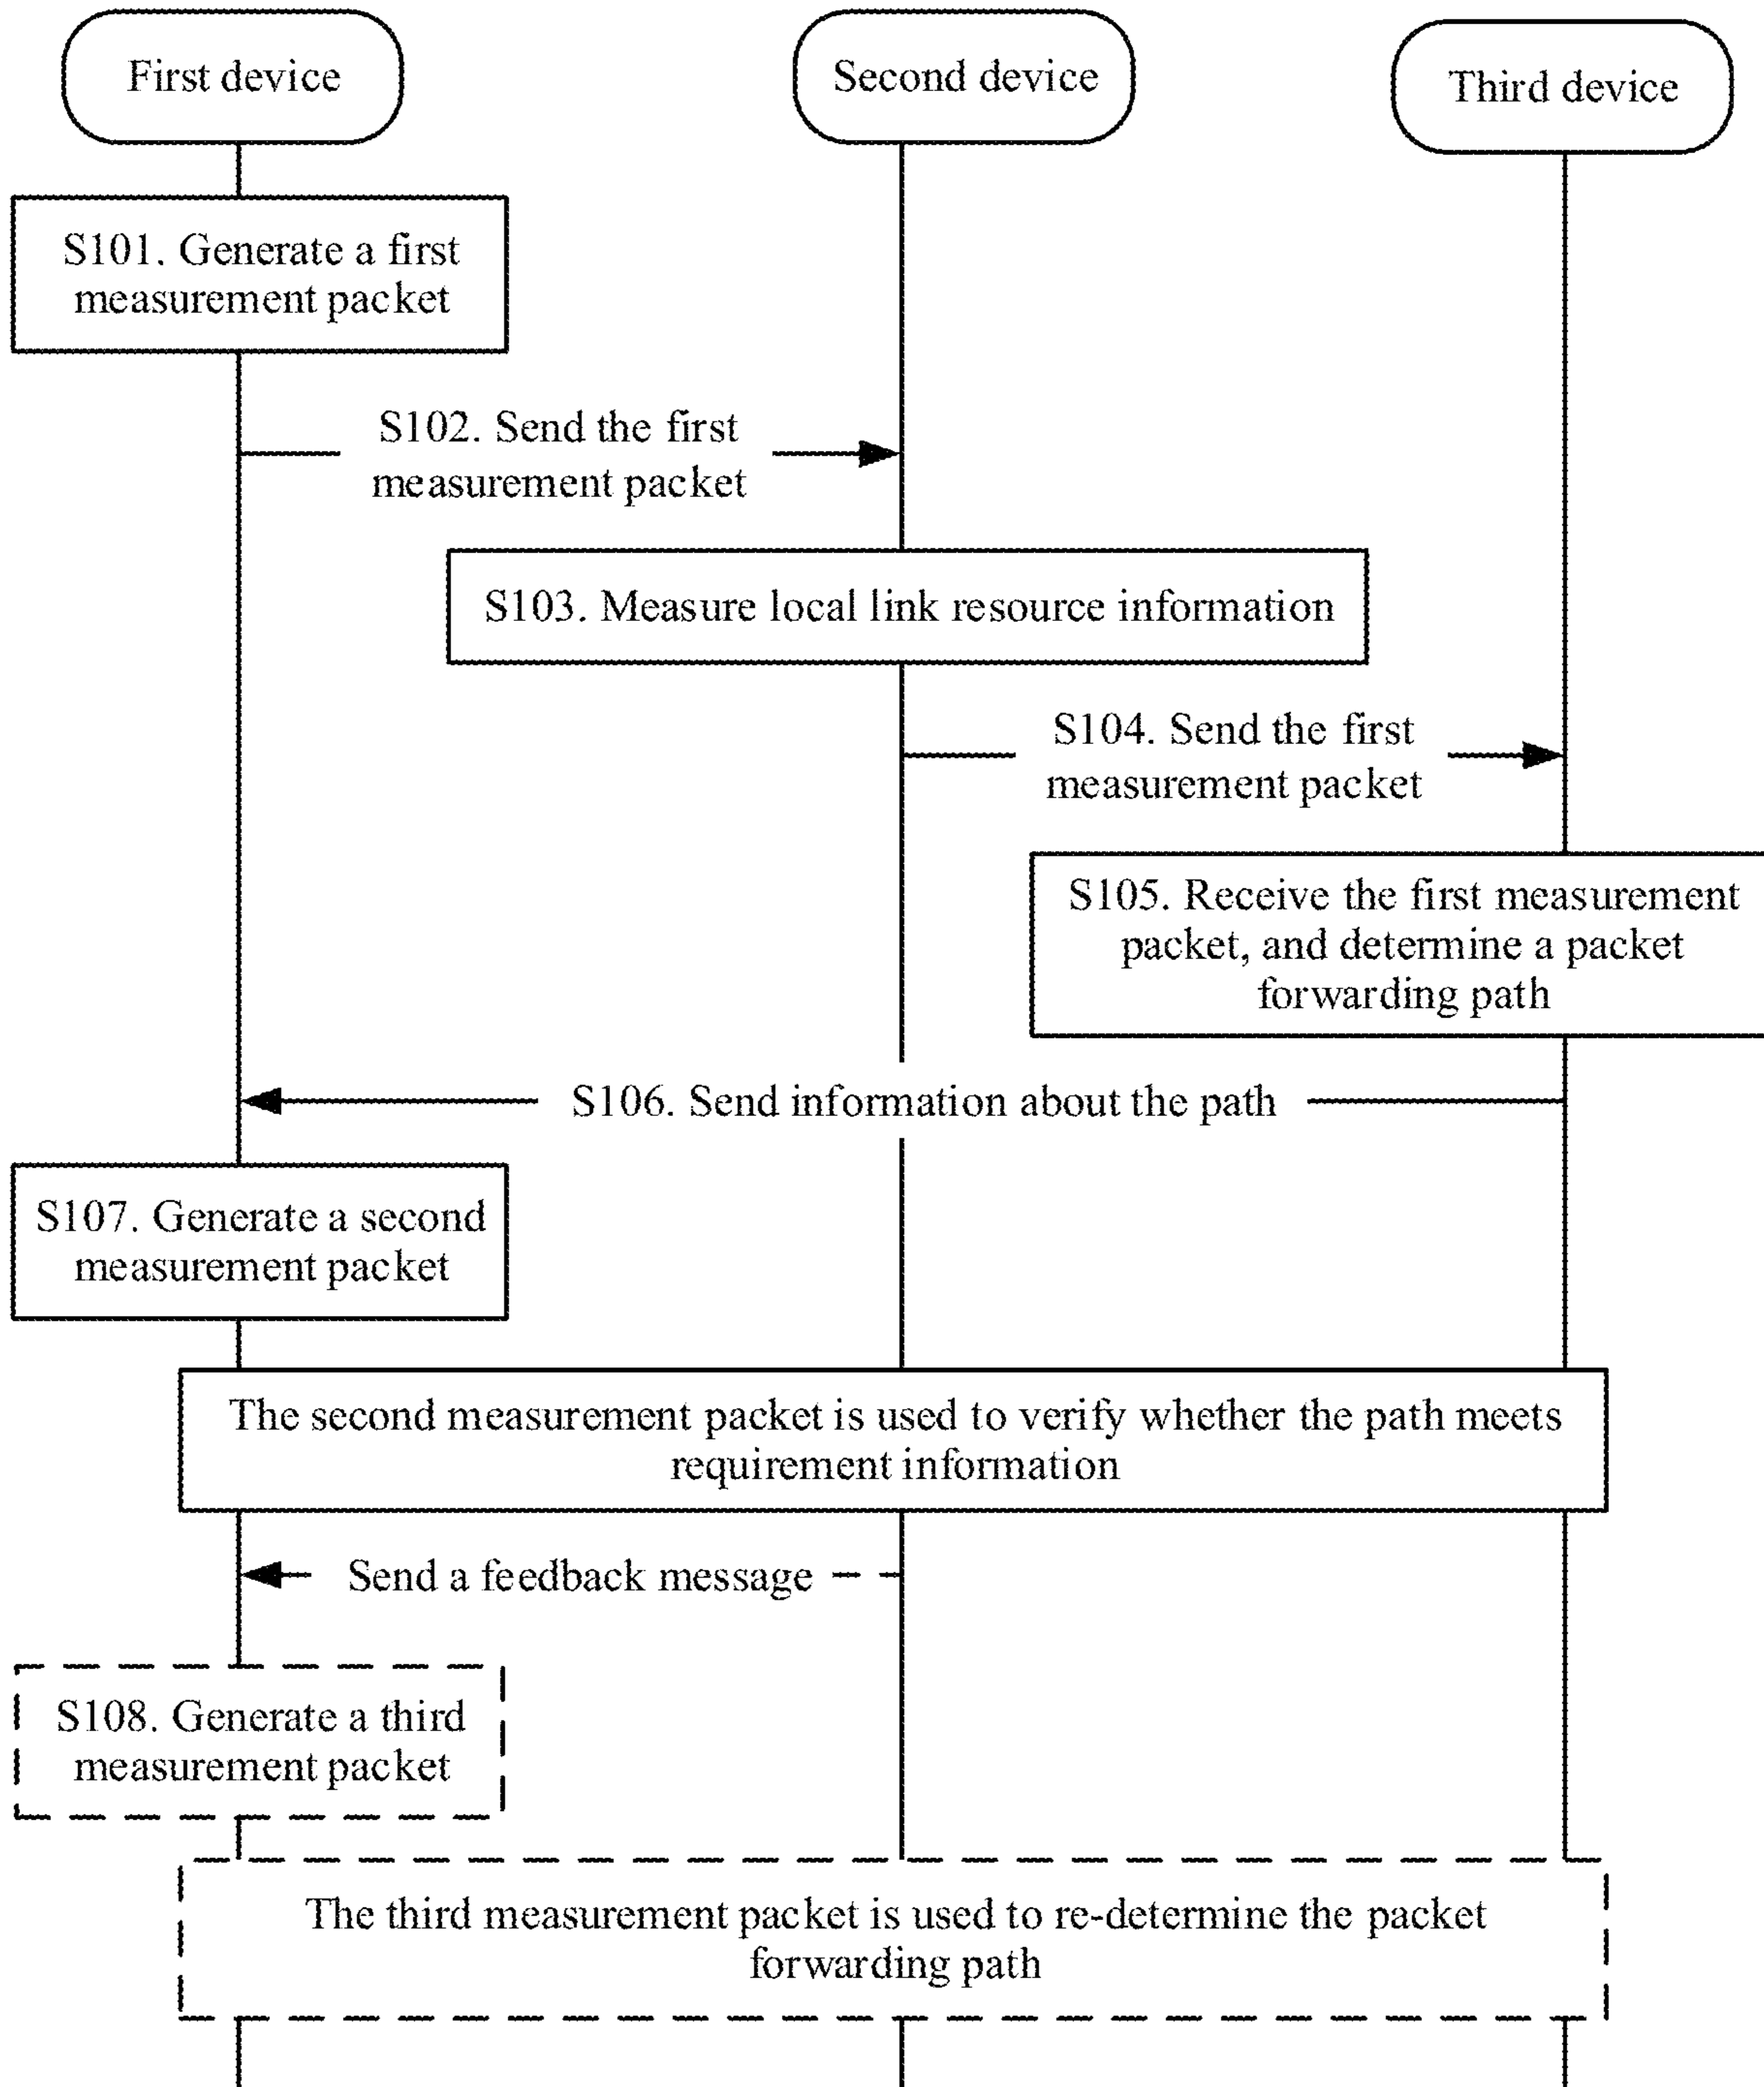 First device
Second device
Third device
S101. Generate a first
measurement packet
S102. Send the first
measurement packet
S103. Measure local link resource information
S104. Send the first
measurement packet
S105. Receive the first measurement
packet, and determine a packet
forwarding path
S106. Send information about the path
S107. Generate a second
measurement packet
The second measurement packet is used to verify whether the path meets
requirement information
Send a feedback message
S108. Generate a third
measurement packet
The third measurement packet is used to re-determine the packet
forwarding path